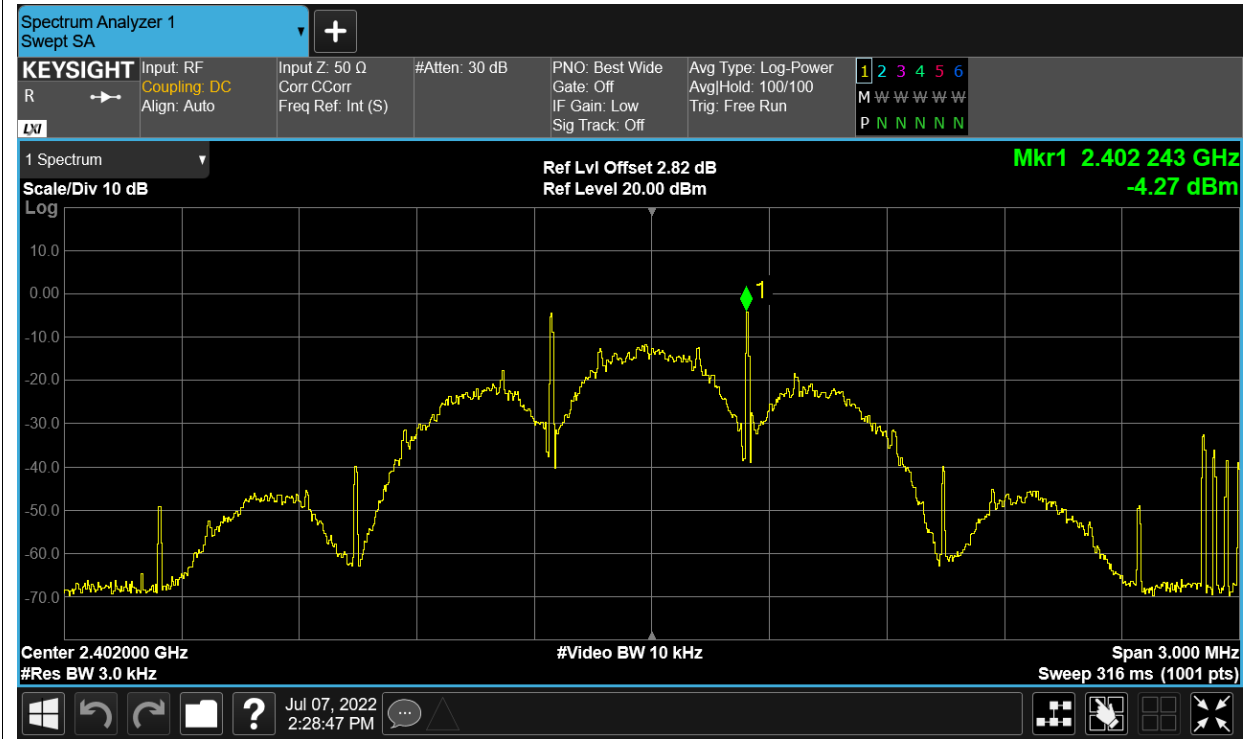 Spectrum Analyzer 1
Swept SA
KEYSIGHT
R
LXI
Input: RF
Coupling: DC
Align: Auto
Input Z: 50 Ω
Corr CCorr
Freq Ref: Int (S)
#Atten: 30 dB
PNO: Best Wide
Gate: Off
IF Gain: Low
Sig Track: Off
Avg Type: Log-Power
Avg|Hold: 100/100
Trig: Free Run
1 2 3 4 5 6
M W W W W W
P N N N N N
1 Spectrum
Scale/Div 10 dB
Log
Ref Lvl Offset 2.82 dB
Ref Level 20.00 dBm
Mkr1 2.402 243 GHz
-4.27 dBm
10.0
0.00
-10.0
-20.0
-30.0
-40.0
-50.0
-60.0
-70.0
1
Center 2.402000 GHz
#Res BW 3.0 kHz
#Video BW 10 kHz
Span 3.000 MHz
Sweep 316 ms (1001 pts)
?
Jul 07, 2022
2:28:47 PM